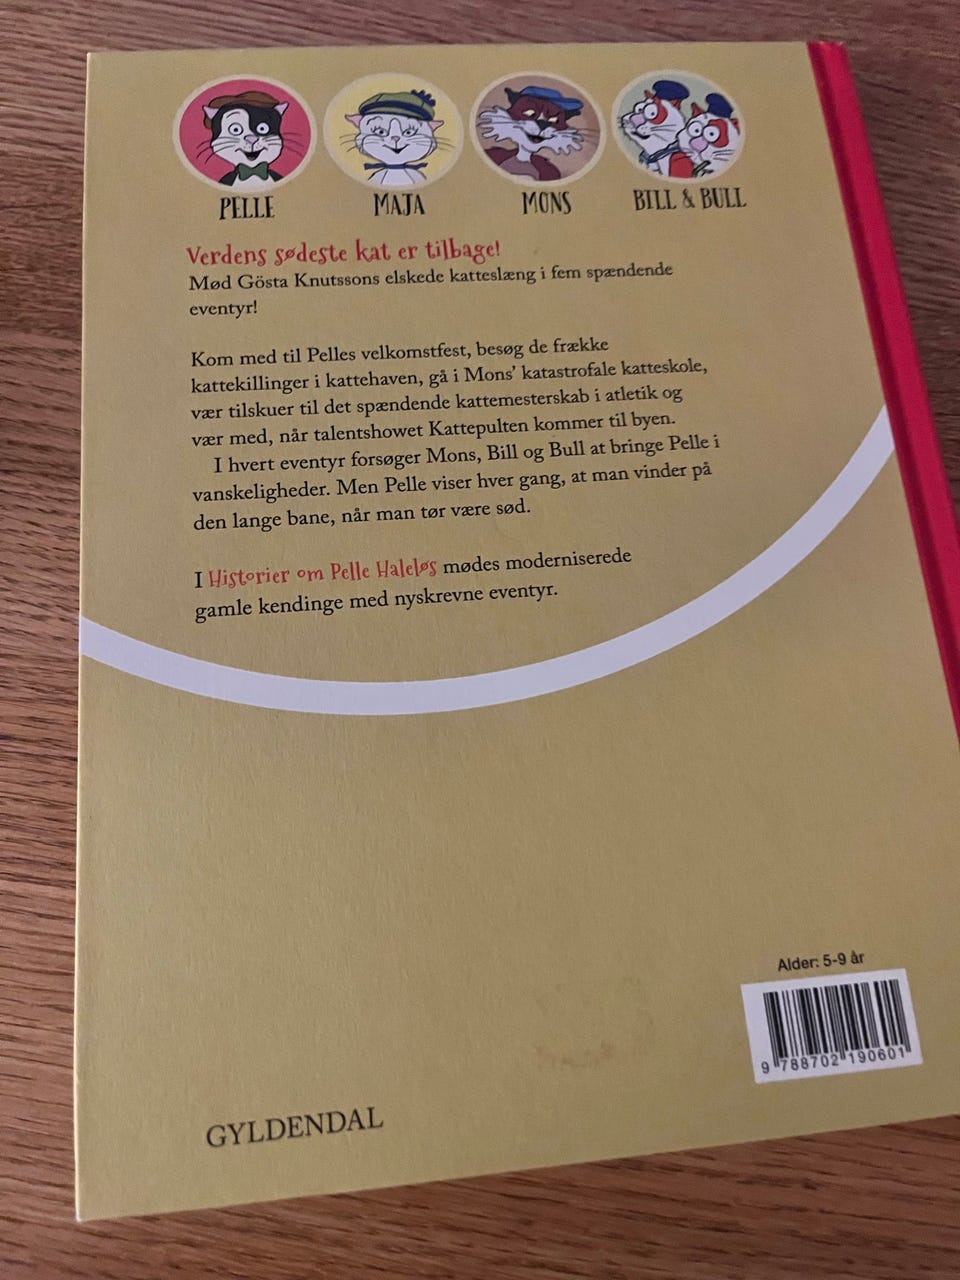 PELLE
MAJA
MONS
BILL & BULL
Verdens sødeste kat er tilbage!
Mød Gösta Knutssons elskede katteslæng i fem spændende
eventyr!
Kom med til Pelles velkomstfest, besøg de frække
kattekillinger i kattehaven, gå i Mons' katastrofale katteskole,
vær tilskuer til det spændende kattemesterskab i atletik og
vær med, når talentshowet Kattepulten kommer til byen.
I hvert eventyr forsøger Mons, Bill og Bull at bringe Pelle i
vanskeligheder. Men Pelle viser hver gang, at man vinder på
den lange bane, når man tør være sød.
I Historier om Pelle Haleløs mødes moderniserede
gamle kendinge med nyskrevne eventyr.
Alder: 5-9 år
9 788702 190601
GYLDENDAL